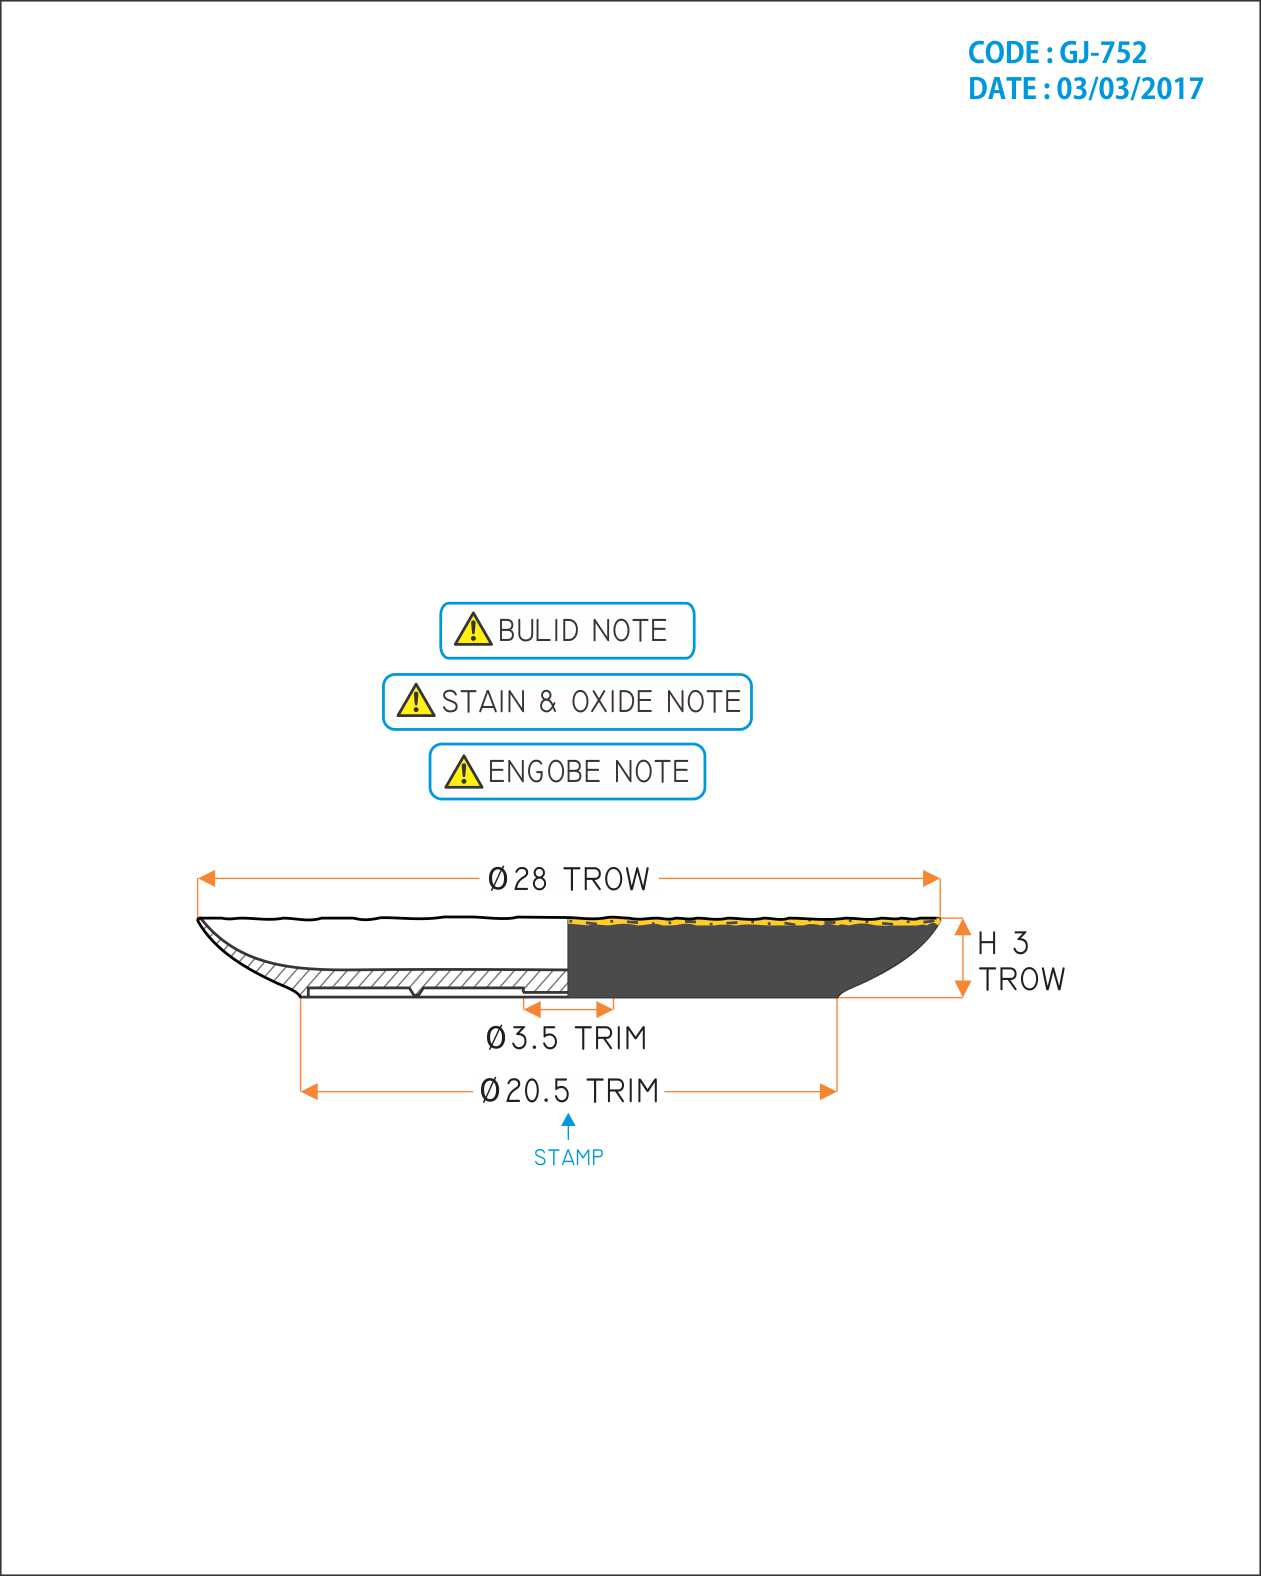 CODE : GJ-752
DATE : 03/03/2017
BULID NOTE
STAIN & OXIDE NOTE
ENGOBE NOTE
Ø28 TROW
H 3
TROW
Ø3.5 TRIM
Ø20.5 TRIM
STAMP